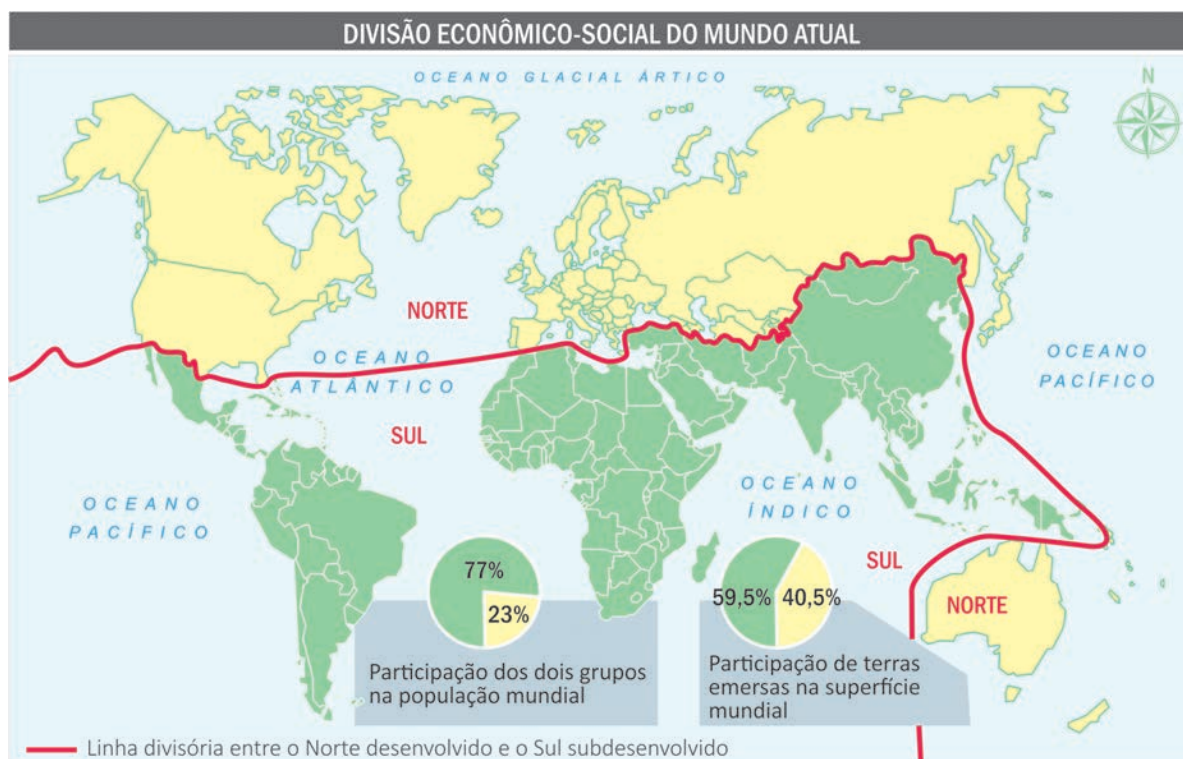 DIVISÃO ECONÔMICO-SOCIAL DO MUNDO ATUAL
OCEANO GLACIAL ÁRTICO
N
NORTE
OCEANO
ATLÂNTICO
OCEANO
PACÍFICO
SUL
OCEANO
PACÍFICO
OCEANO
ÍNDICO
SUL
NORTE
77%
23%
Participação dos dois grupos
na população mundial
59,5%
40,5%
Participação de terras
emersas na superfície
mundial
Linha divisória entre o Norte desenvolvido e o Sul subdesenvolvido